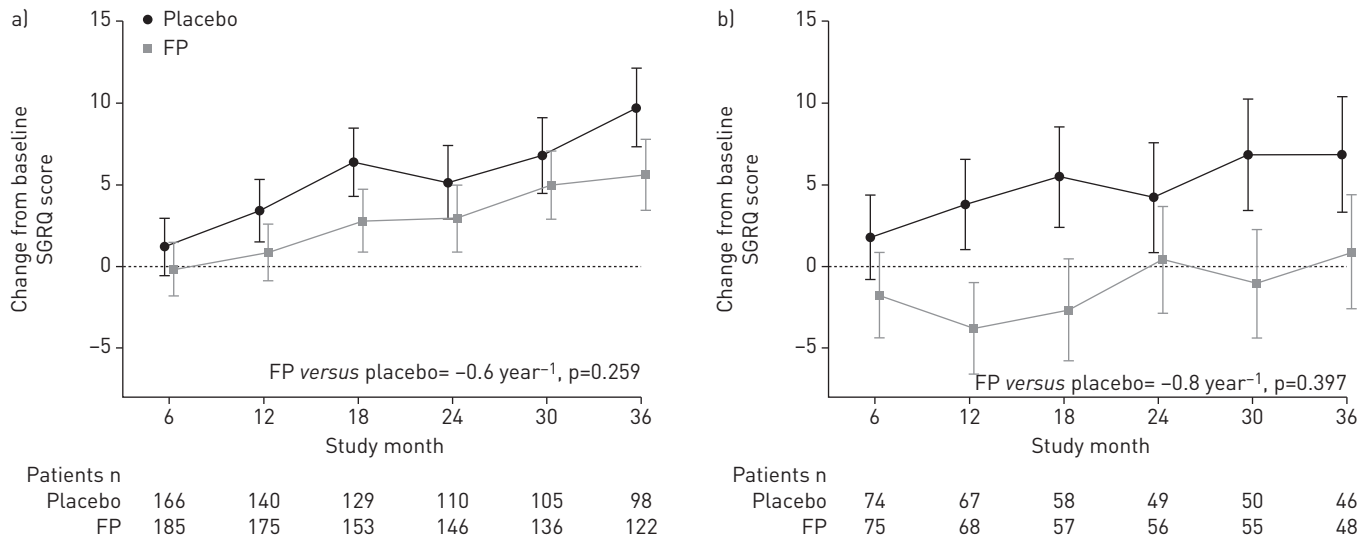 a)
Placebo
FP
15
10
5
0
–5
Change from baseline
SGRQ score
FP versus placebo= –0.6 year⁻¹, p=0.259
6 12 18 24 30 36
Study month
Patients n
Placebo 166 140 129 110 105 98
FP 185 175 153 146 136 122
b)
15
10
5
0
–5
Change from baseline
SGRQ score
FP versus placebo= –0.8 year⁻¹, p=0.397
6 12 18 24 30 36
Study month
Patients n
Placebo 74 67 58 49 50 46
FP 75 68 57 56 55 48